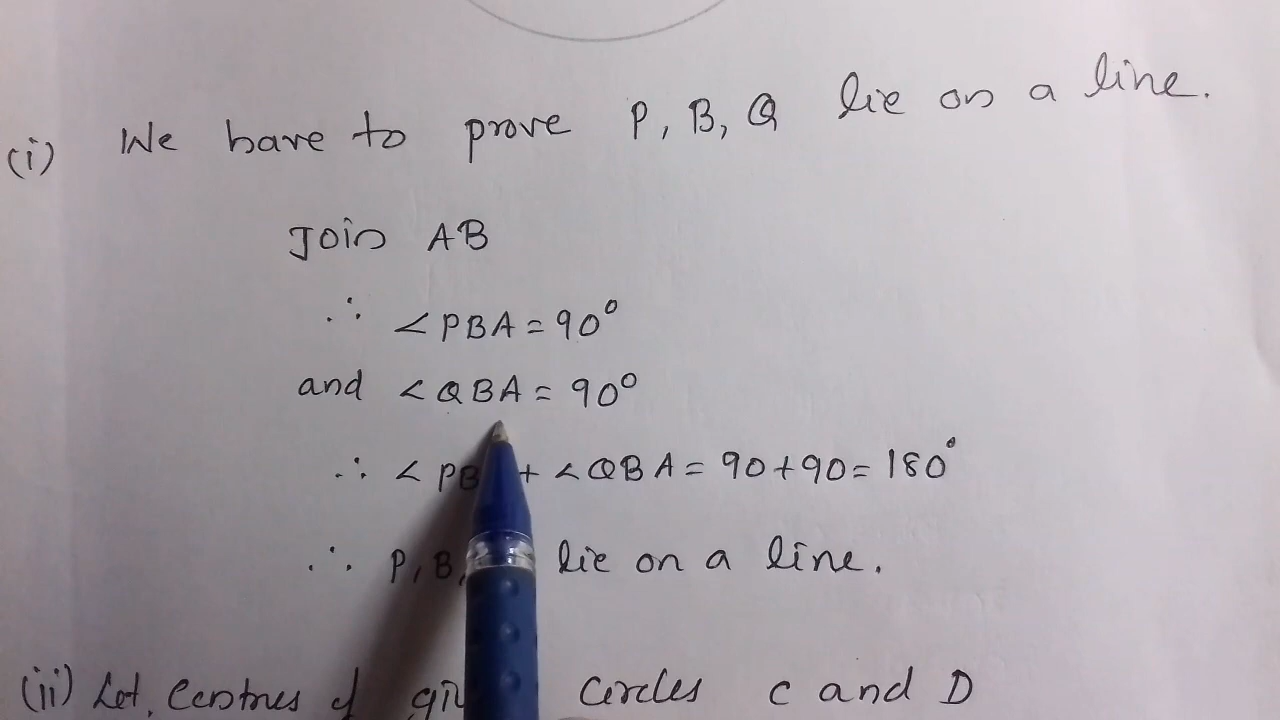 (i) We have to prove P, B, Q lie on a line.
Join AB
∴ ∠PBA = 90°
and ∠QBA = 90°
∴ ∠PB + ∠QBA = 90 + 90 = 180°
∴ P, B, lie on a line.
(ii) Let, Centres of circles C and D